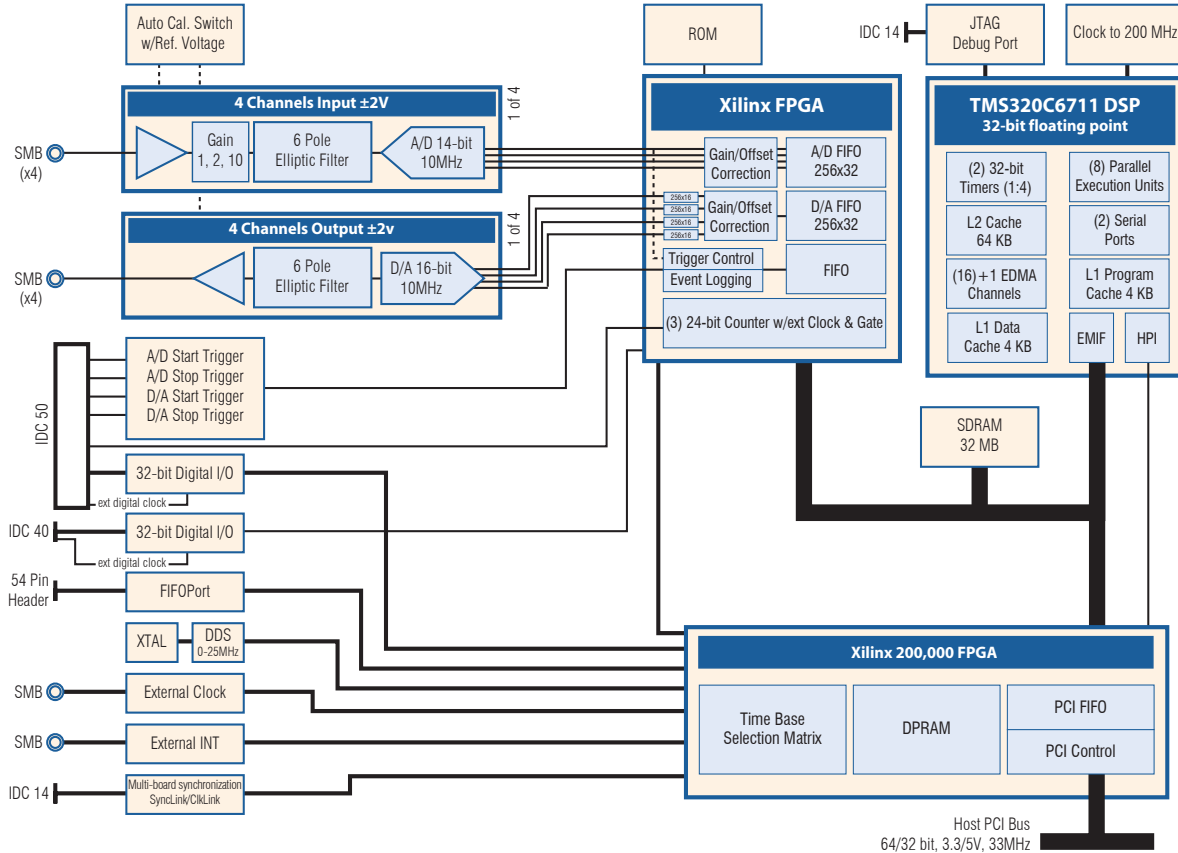 Auto Cal. Switch
w/Ref. Voltage
ROM
IDC 14
JTAG
Debug Port
Clock to 200 MHz
4 Channels Input ±2V
1 of 4
SMB
(x4)
Gain
1, 2, 10
6 Pole
Elliptic Filter
A/D 14-bit
10MHz
4 Channels Output ±2v
1 of 4
SMB
(x4)
6 Pole
Elliptic Filter
D/A 16-bit
10MHz
Xilinx FPGA
Gain/Offset
Correction
A/D FIFO
256x32
256x16
256x16
256x16
256x16
Gain/Offset
Correction
D/A FIFO
256x32
Trigger Control
Event Logging
FIFO
(3) 24-bit Counter w/ext Clock & Gate
TMS320C6711 DSP
32-bit floating point
(2) 32-bit
Timers (1:4)
(8) Parallel
Execution Units
L2 Cache
64 KB
(2) Serial
Ports
(16)+1 EDMA
Channels
L1 Program
Cache 4 KB
L1 Data
Cache 4 KB
EMIF
HPI
IDC 50
A/D Start Trigger
A/D Stop Trigger
D/A Start Trigger
D/A Stop Trigger
32-bit Digital I/O
ext digital clock
IDC 40
32-bit Digital I/O
ext digital clock
54 Pin
Header
FIFOPort
XTAL
DDS
0-25MHz
SMB
External Clock
SMB
External INT
IDC 14
Multi-board synchronization
SyncLink/ClkLink
SDRAM
32 MB
Xilinx 200,000 FPGA
Time Base
Selection Matrix
DPRAM
PCI FIFO
PCI Control
Host PCI Bus
64/32 bit, 3.3/5V, 33MHz